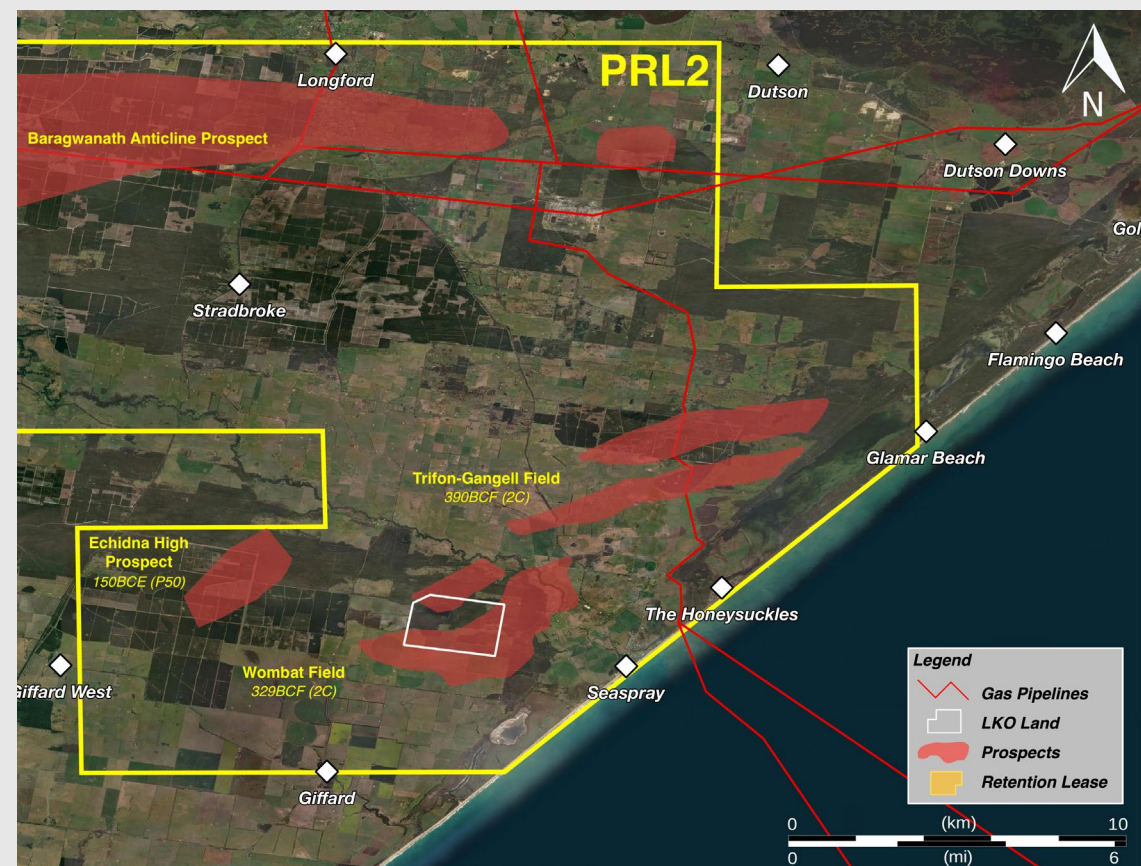 PRL2
Longford
Dutson
N
Baragwanath Anticline Prospect
Dutson Downs
Gol
Stradbroke
Flamingo Beach
Glamar Beach
Trifon-Gangell Field
390BCF (2C)
Echidna High
Prospect
150BCE (P50)
The Honeysuckles
Wombat Field
329BCF (2C)
Giffard West
Seaspray
Giffard
Legend
Gas Pipelines
LKO Land
Prospects
Retention Lease
0 (km) 10
0 (mi) 6